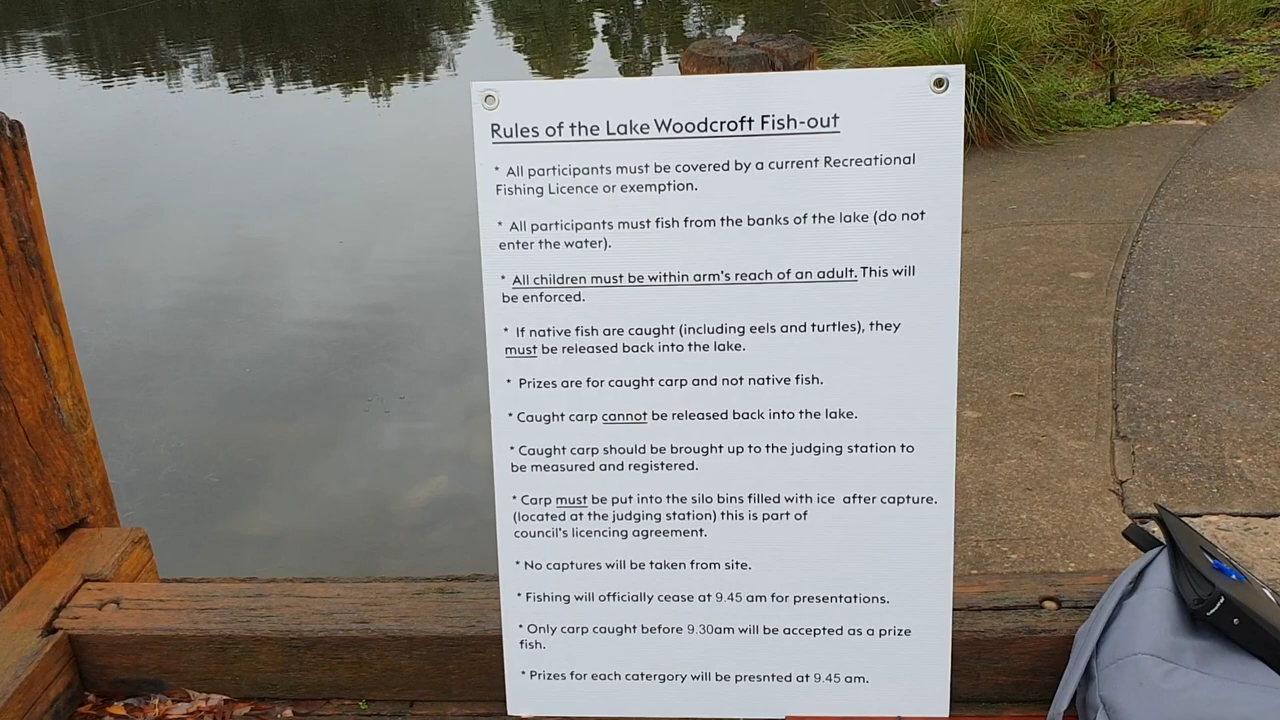 Rules of the Lake Woodcroft Fish-out
* All participants must be covered by a current Recreational
Fishing Licence or exemption.
* All participants must fish from the banks of the lake (do not
enter the water).
* All children must be within arm's reach of an adult. This will
be enforced.
* If native fish are caught (including eels and turtles), they
must be released back into the lake.
* Prizes are for caught carp and not native fish.
* Caught carp cannot be released back into the lake.
* Caught carp should be brought up to the judging station to
be measured and registered.
* Carp must be put into the silo bins filled with ice after capture.
(located at the judging station) this is part of
council's licencing agreement.
* No captures will be taken from site.
* Fishing will officially cease at 9.45 am for presentations.
* Only carp caught before 9.30am will be accepted as a prize
fish.
* Prizes for each catergory will be presnted at 9.45 am.